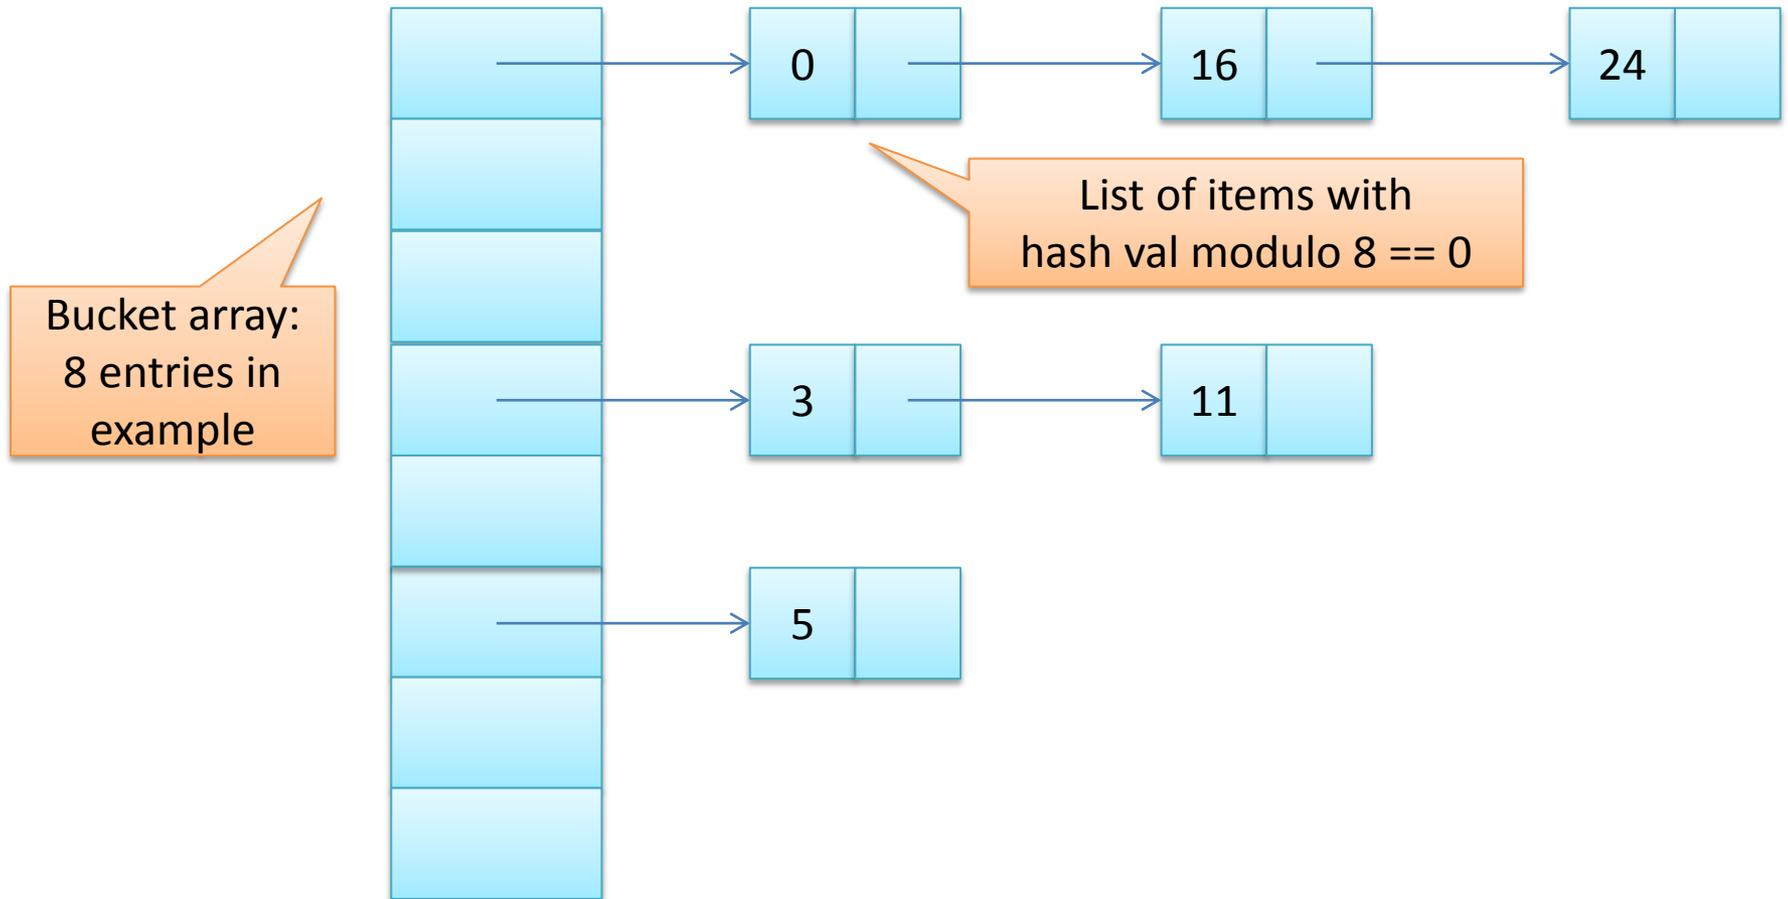 0
16
24
List of items with
hash val modulo 8 == 0
Bucket array:
8 entries in
example
3
11
5